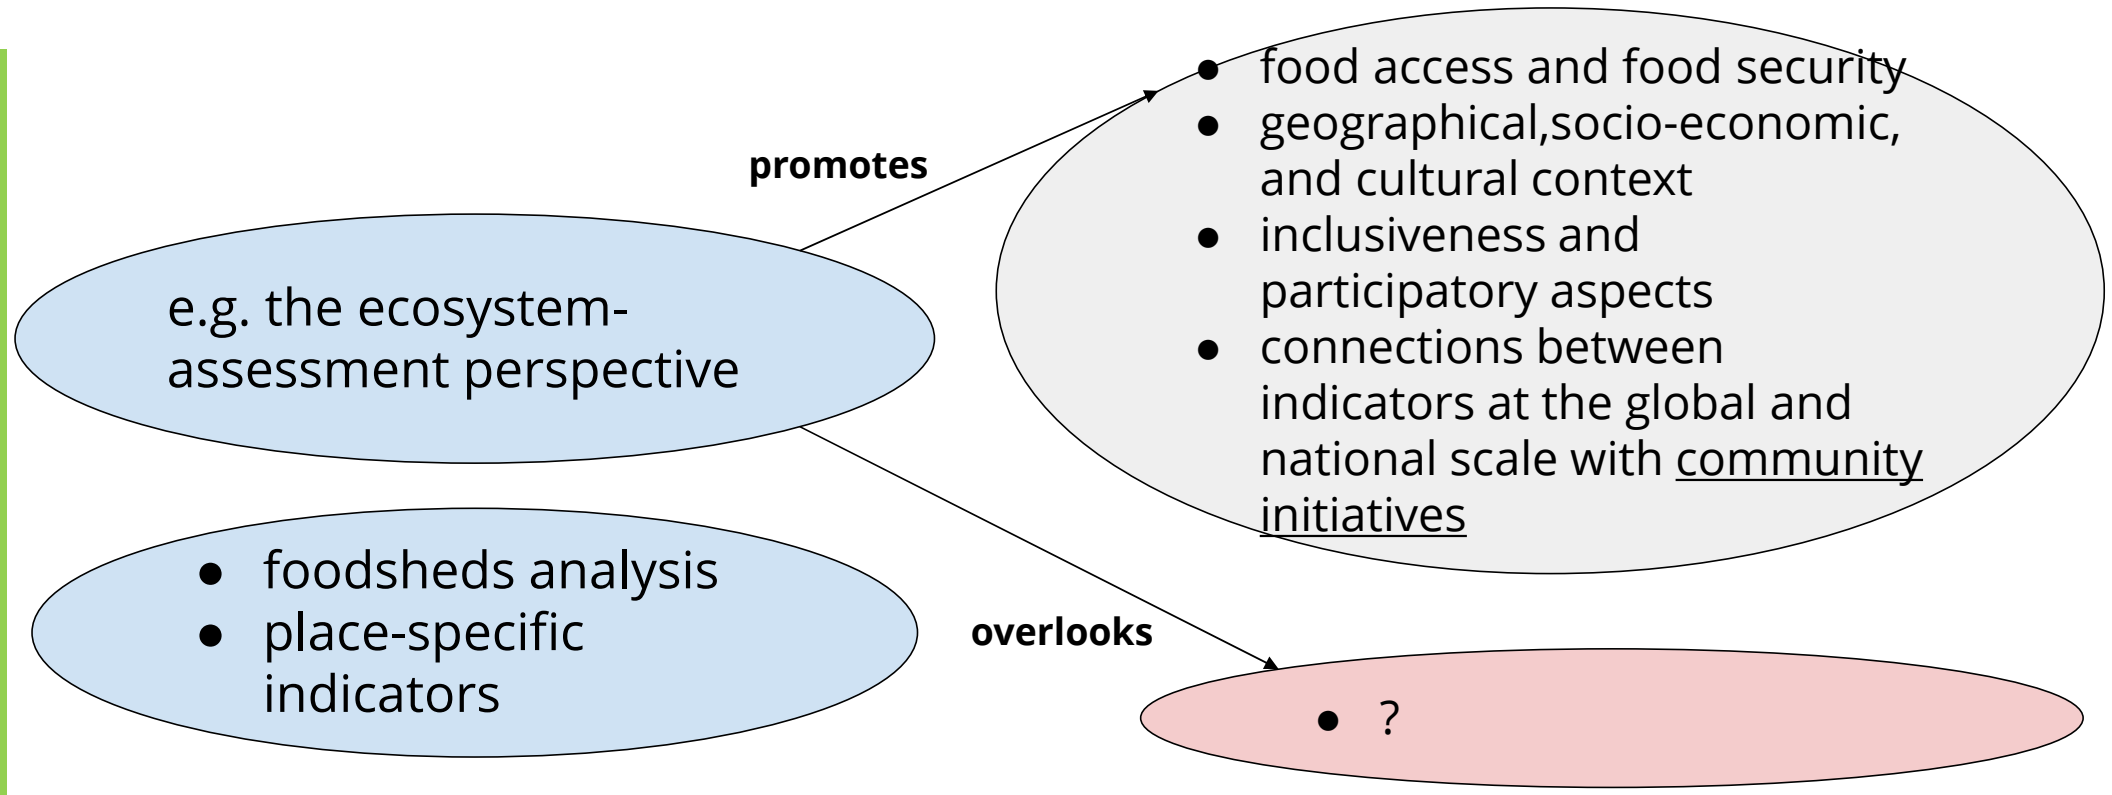 e.g. the ecosystem-
assessment perspective
promotes
● food access and food security
● geographical,socio-economic,
and cultural context
● inclusiveness and
participatory aspects
● connections between
indicators at the global and
national scale with community
initiatives
● foodsheds analysis
● place-specific
indicators
overlooks
● ?